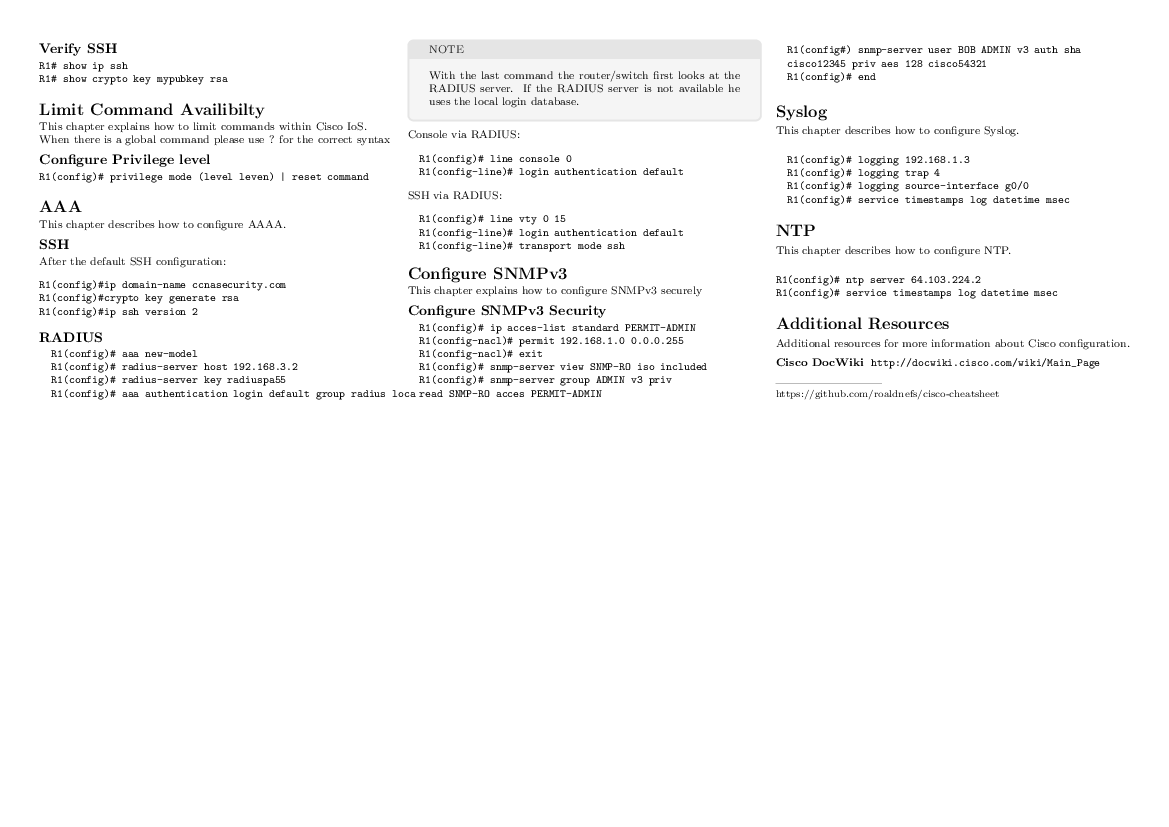 Verify SSH
R1# show ip ssh
R1# show crypto key mypubkey rsa
Limit Command Availibilty
This chapter explains how to limit commands within Cisco IoS.
When there is a global command please use ? for the correct syntax
Configure Privilege level
R1(config)# privilege mode (level leven) | reset command
AAA
This chapter describes how to configure AAAA.
SSH
After the default SSH configuration:
R1(config)#ip domain-name ccnasecurity.com
R1(config)#crypto key generate rsa
R1(config)#ip ssh version 2
RADIUS
R1(config)# aaa new-model
R1(config)# radius-server host 192.168.3.2
R1(config)# radius-server key radiuspa55
R1(config)# aaa authentication login default group radius loca
NOTE
With the last command the router/switch first looks at the
RADIUS server. If the RADIUS server is not available he
uses the local login database.
Console via RADIUS:
R1(config)# line console 0
R1(config-line)# login authentication default
SSH via RADIUS:
R1(config)# line vty 0 15
R1(config-line)# login authentication default
R1(config-line)# transport mode ssh
Configure SNMPv3
This chapter explains how to configure SNMPv3 securely
Configure SNMPv3 Security
R1(config)# ip acces-list standard PERMIT-ADMIN
R1(config-nacl)# permit 192.168.1.0 0.0.0.255
R1(config-nacl)# exit
R1(config)# snmp-server view SNMP-RO iso included
R1(config)# snmp-server group ADMIN v3 priv
read SNMP-RO acces PERMIT-ADMIN
R1(config#) snmp-server user BOB ADMIN v3 auth sha
cisco12345 priv aes 128 cisco54321
R1(config)# end
Syslog
This chapter describes how to configure Syslog.
R1(config)# logging 192.168.1.3
R1(config)# logging trap 4
R1(config)# logging source-interface g0/0
R1(config)# service timestamps log datetime msec
NTP
This chapter describes how to configure NTP.
R1(config)# ntp server 64.103.224.2
R1(config)# service timestamps log datetime msec
Additional Resources
Additional resources for more information about Cisco configuration.
Cisco DocWiki http://docwiki.cisco.com/wiki/Main_Page
https://github.com/roaldnefs/cisco-cheatsheet